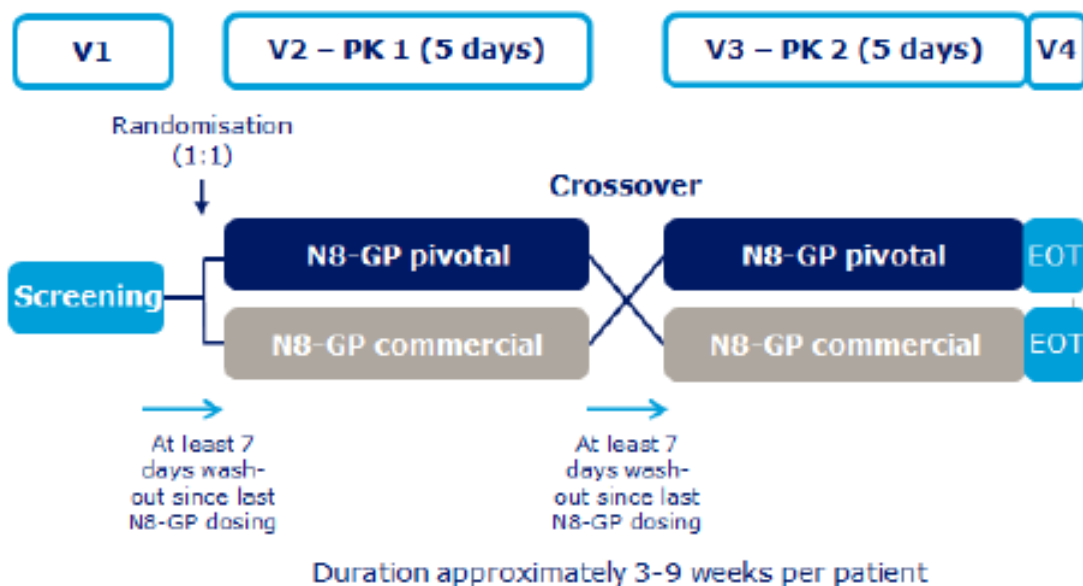 V1
V2 – PK 1 (5 days)
V3 – PK 2 (5 days)
V4
Randomisation
(1:1)
Crossover
N8-GP pivotal
N8-GP pivotal
EOT
Screening
N8-GP commercial
N8-GP commercial
EOT
At least 7
days wash-
out since last
N8-GP dosing
At least 7
days wash-
out since last
N8-GP dosing
Duration approximately 3-9 weeks per patient